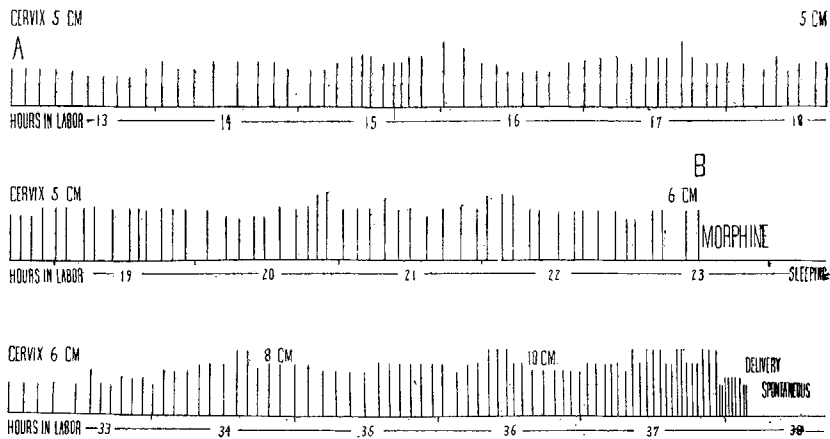 CERVIX 5 CM 5 CM
A
HOURS IN LABOR 13 14 15 16 17 18
B
CERVIX 5 CM 6 CM
MORPHINE
HOURS IN LABOR 19 20 21 22 23 SLEEPING
CERVIX 6 CM 8 CM 10 CM. DELIVERY
SPONTANEOUS
HOURS IN LABOR 33 34 35 36 37 38